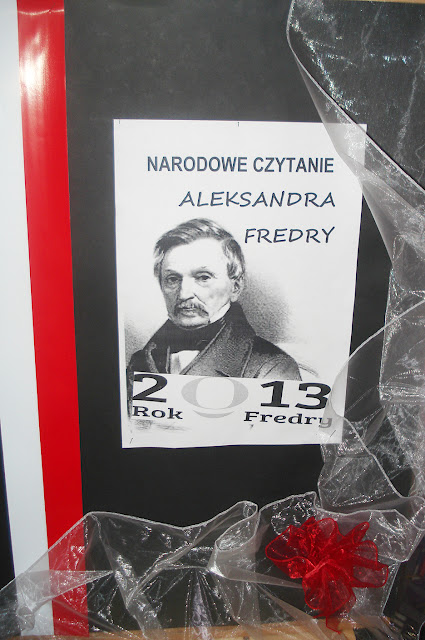 NARODOWE CZYTANIE
ALEKSANDRA
FREDRY
2013
Rok Fredry